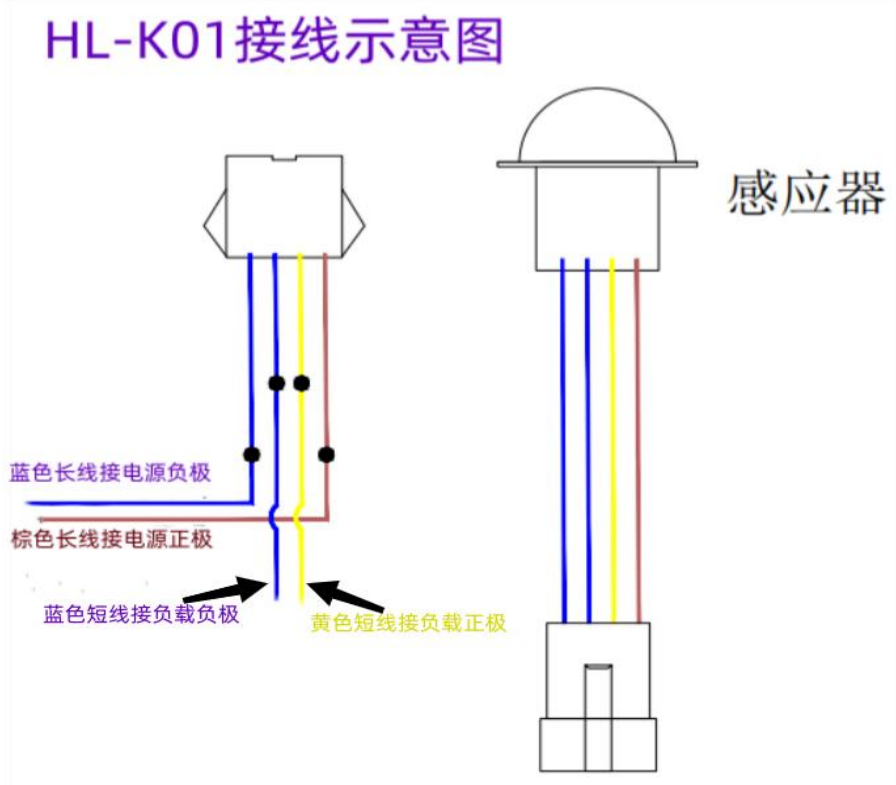 HL-K01接线示意图
感应器
蓝色长线接电源负极
棕色长线接电源正极
蓝色短线接负载负极
黄色短线接负载正极